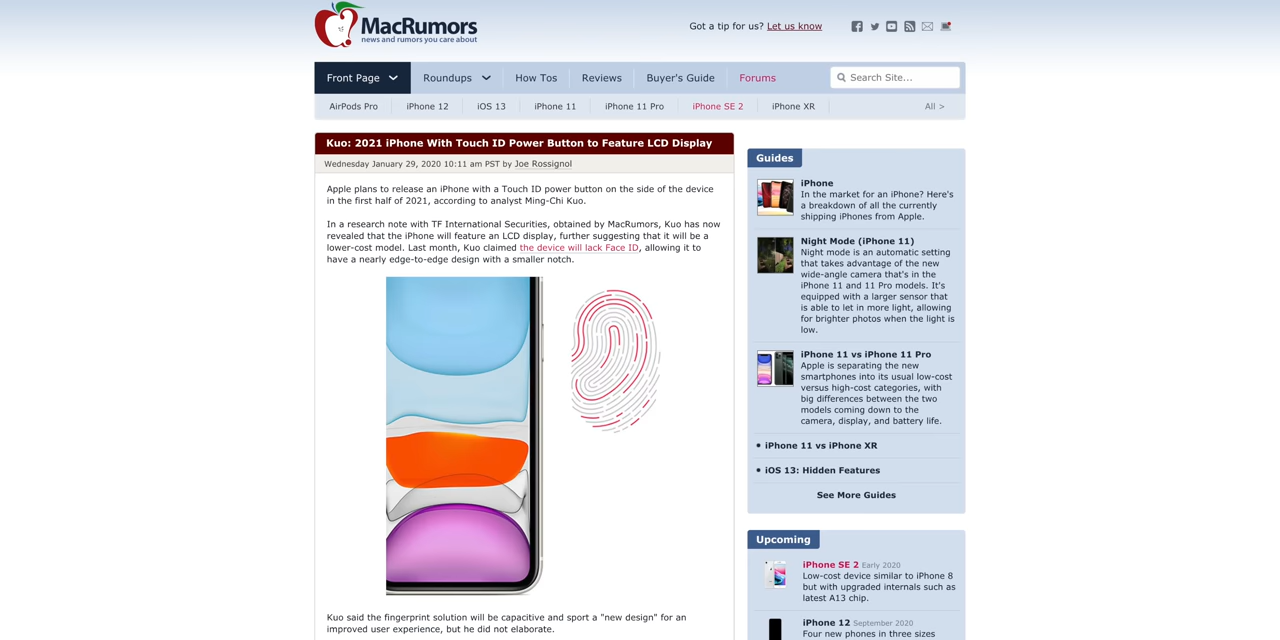 MacRumors
news and rumors you care about
Got a tip for us? Let us know
Front Page
Roundups
How Tos
Reviews
Buyer's Guide
Forums
Search Site...
AirPods Pro
iPhone 12
iOS 13
iPhone 11
iPhone 11 Pro
iPhone SE 2
iPhone XR
All >
Kuo: 2021 iPhone With Touch ID Power Button to Feature LCD Display
Wednesday January 29, 2020 10:11 am PST by Joe Rossignol
Apple plans to release an iPhone with a Touch ID power button on the side of the device
in the first half of 2021, according to analyst Ming-Chi Kuo.
In a research note with TF International Securities, obtained by MacRumors, Kuo has now
revealed that the iPhone will feature an LCD display, further suggesting that it will be a
lower-cost model. Last month, Kuo claimed the device will lack Face ID, allowing it to
have a nearly edge-to-edge design with a smaller notch.
Kuo said the fingerprint solution will be capacitive and sport a "new design" for an
improved user experience, but he did not elaborate.
Guides
iPhone
In the market for an iPhone? Here's
a breakdown of all the currently
shipping iPhones from Apple.
Night Mode (iPhone 11)
Night mode is an automatic setting
that takes advantage of the new
wide-angle camera that's in the
iPhone 11 and 11 Pro models. It's
equipped with a larger sensor that
is able to let in more light, allowing
for brighter photos when the light is
low.
iPhone 11 vs iPhone 11 Pro
Apple is separating the new
smartphones into its usual low-cost
versus high-cost categories, with
big differences between the two
models coming down to the
camera, display, and battery life.
• iPhone 11 vs iPhone XR
• iOS 13: Hidden Features
See More Guides
Upcoming
iPhone SE 2 Early 2020
Low-cost device similar to iPhone 8
but with upgraded internals such as
latest A13 chip.
iPhone 12 September 2020
Four new phones in three sizes